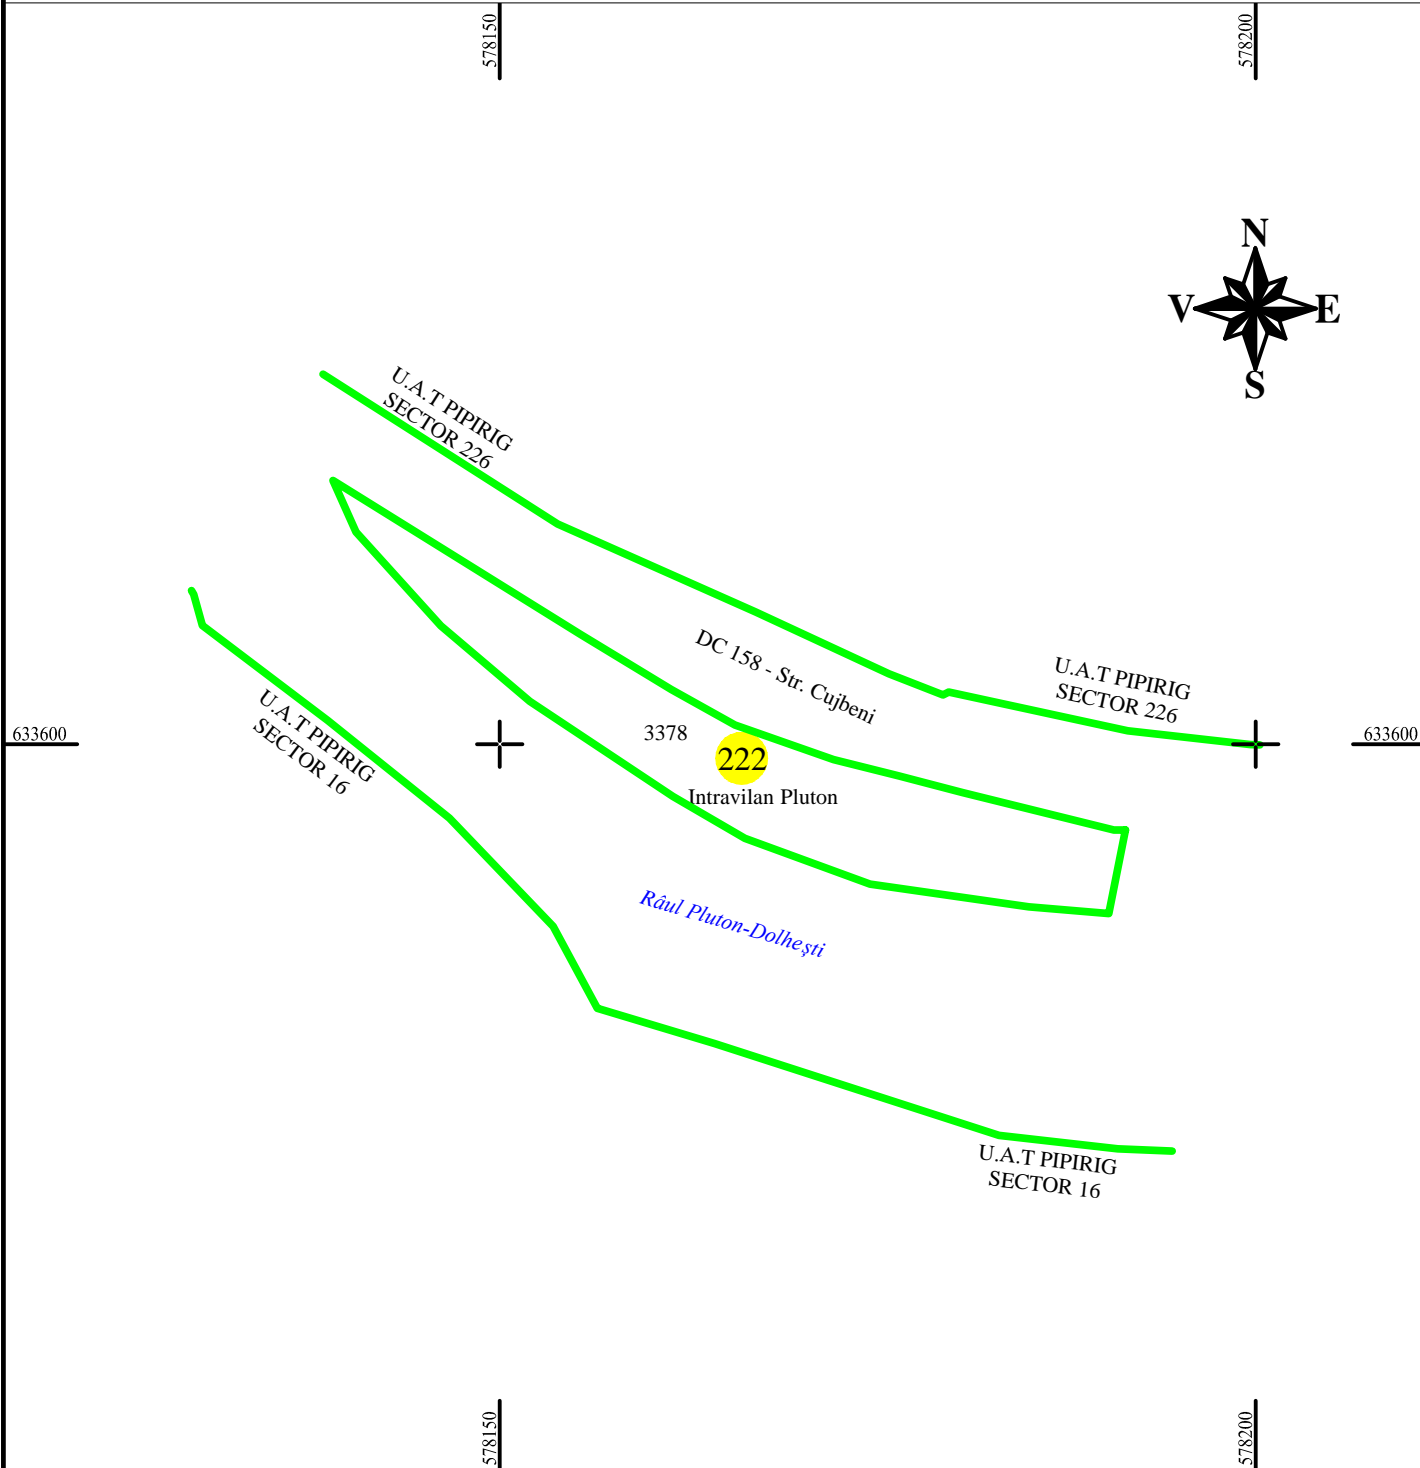 578150
578200
N
V
E
S
U.A.T PIPIRIG
SECTOR 226
DC 158 - Str. Cujbeni
U.A.T PIPIRIG
SECTOR 226
U.A.T PIPIRIG
SECTOR 16
633600
3378
633600
222
Intravilan Pluton
Râul Pluton-Dolheşti
U.A.T PIPIRIG
SECTOR 16
578150
578200